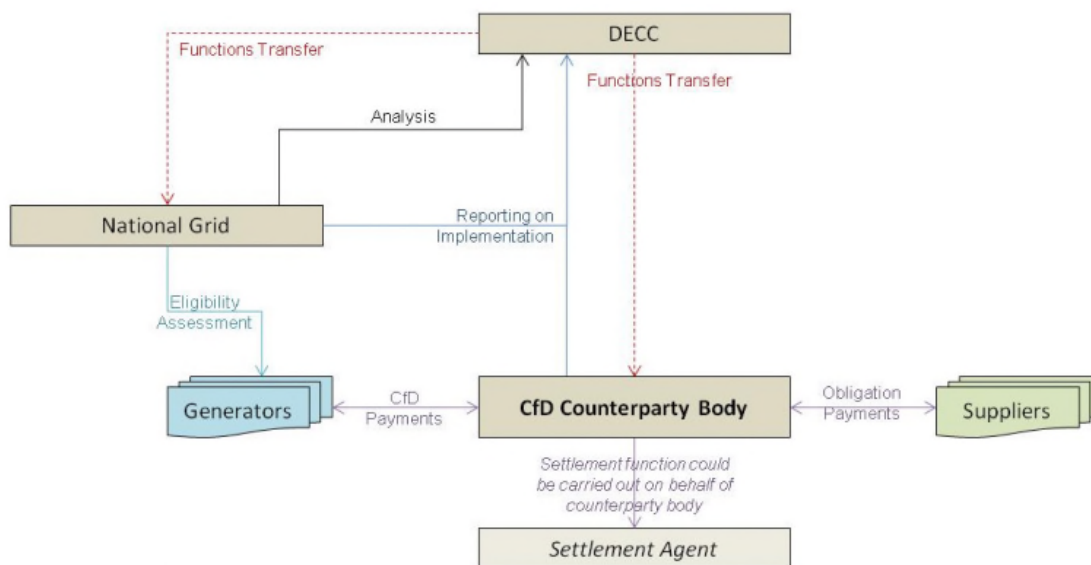 DECC
Functions Transfer
Functions Transfer
Analysis
National Grid
Reporting on
Implementation
Eligibility
Assessment
Generators
CfD
Payments
CfD Counterparty Body
Obligation
Payments
Suppliers
Settlement function could
be carried out on behalf of
counterparty body
Settlement Agent